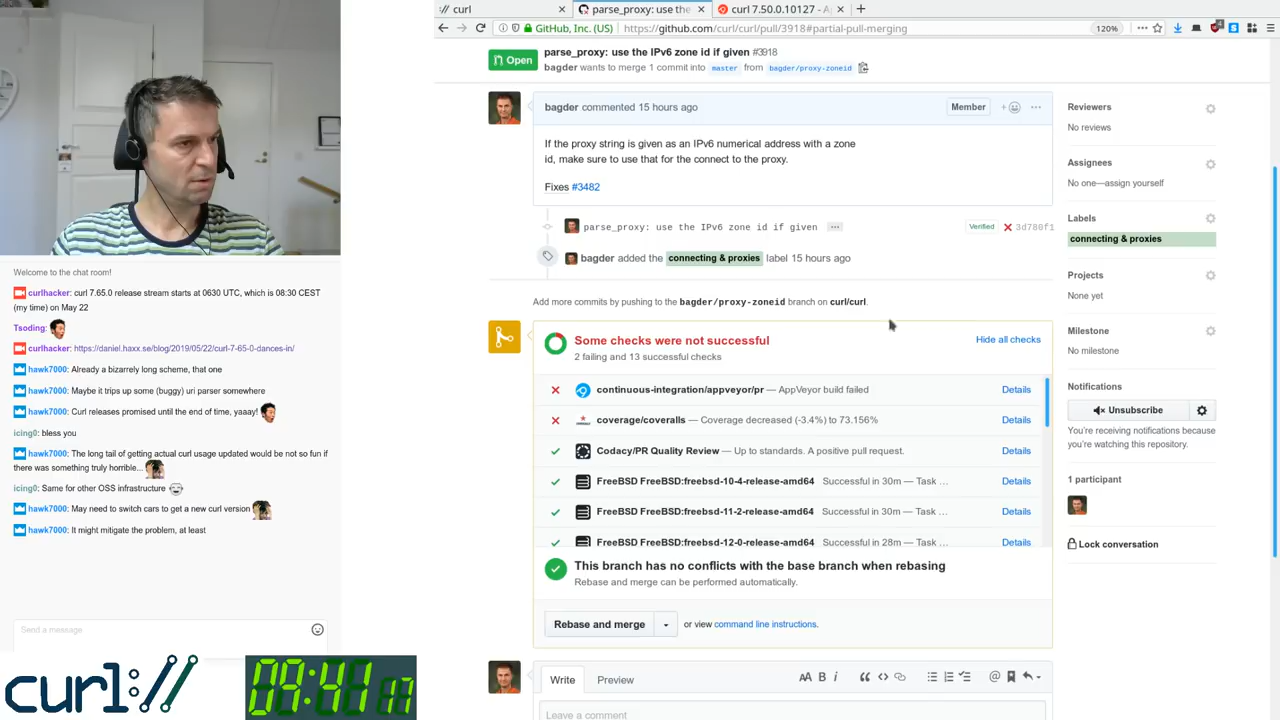 curl
parse_proxy: use the
curl 7.50.0.10127 - A
GitHub, Inc. (US)
https://github.com/curl/curl/pull/3918#partial-pull-merging
120%
Open
parse_proxy: use the IPv6 zone id if given #3918
bagder wants to merge 1 commit into master from bagder/proxy-zoneid
bagder commented 15 hours ago
Member
If the proxy string is given as an IPv6 numerical address with a zone
id, make sure to use that for the connect to the proxy.
Fixes #3482
parse_proxy: use the IPv6 zone id if given
Verified
3d780f1
bagder added the connecting & proxies label 15 hours ago
Add more commits by pushing to the bagder/proxy-zoneid branch on curl/curl.
Some checks were not successful
2 failing and 13 successful checks
Hide all checks
continuous-integration/appveyor/pr — AppVeyor build failed
Details
coverage/coveralls — Coverage decreased (-3.4%) to 73.156%
Details
Codacy/PR Quality Review — Up to standards. A positive pull request.
Details
FreeBSD FreeBSD:freebsd-10-4-release-amd64 Successful in 30m — Task ...
Details
FreeBSD FreeBSD:freebsd-11-2-release-amd64 Successful in 30m — Task ...
Details
FreeBSD FreeBSD:freebsd-12-0-release-amd64 Successful in 28m — Task ...
Details
This branch has no conflicts with the base branch when rebasing
Rebase and merge can be performed automatically.
Rebase and merge
or view command line instructions.
Write
Preview
Leave a comment
Reviewers
No reviews
Assignees
No one—assign yourself
Labels
connecting & proxies
Projects
None yet
Milestone
No milestone
Notifications
Unsubscribe
You're receiving notifications because
you're watching this repository.
1 participant
Lock conversation
Welcome to the chat room!
curlhacker: curl 7.65.0 release stream starts at 0630 UTC, which is 08:30 CEST
(my time) on May 22
Tsoding:
curlhacker: https://daniel.haxx.se/blog/2019/05/22/curl-7-65-0-dances-in/
hawk7000: Already a bizarrely long scheme, that one
hawk7000: Maybe it trips up some (buggy) uri parser somewhere
hawk7000: Curl releases promised until the end of time, yaaay!
icing0: bless you
hawk7000: The long tail of getting actual curl usage updated would be not so fun if
there was something truly horrible...
icing0: Same for other OSS infrastructure
hawk7000: May need to switch cars to get a new curl version
hawk7000: It might mitigate the problem, at least
Send a message
curl://